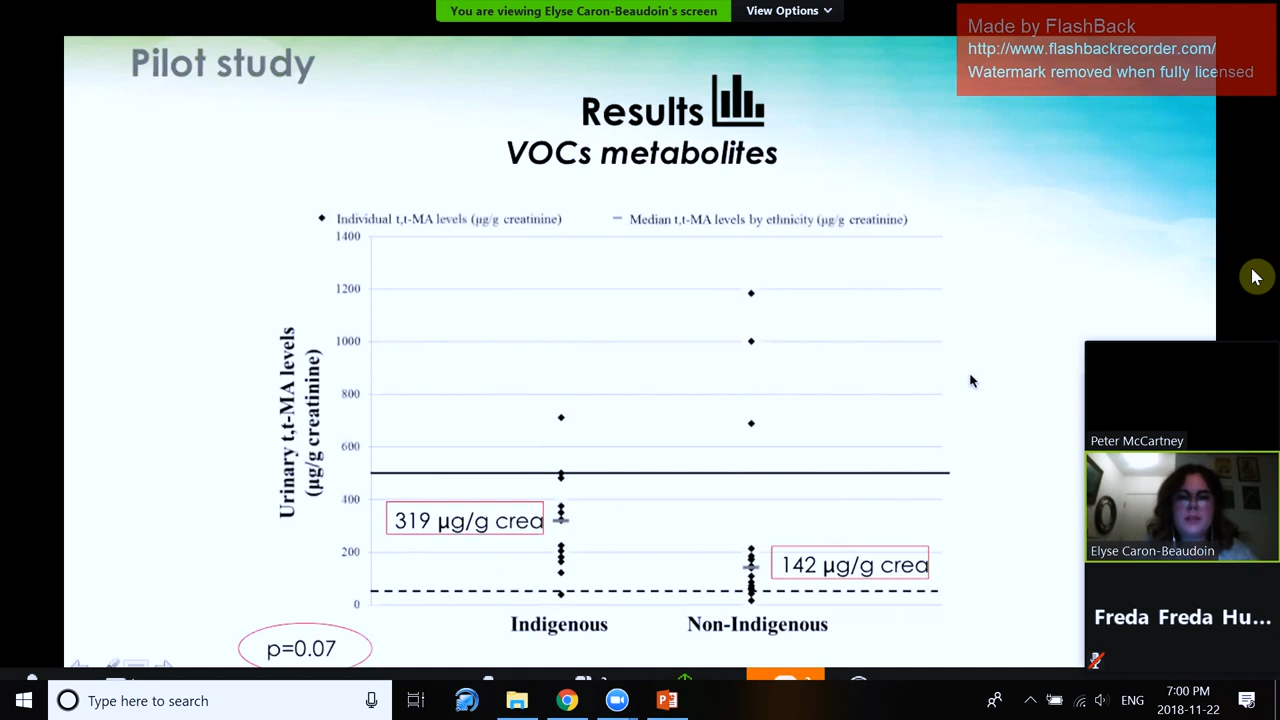 You are viewing Elyse Caron-Beaudoin's screen
View Options
Made by FlashBack
http://www.flashbackrecorder.com/
Watermark removed when fully licensed
Pilot study
Results
VOCs metabolites
Individual t,t-MA levels (μg/g creatinine)
Median t,t-MA levels by ethnicity (μg/g creatinine)
1400
1200
1000
800
600
400
200
0
Urinary t,t-MA levels
(μg/g creatinine)
319 μg/g crea
142 μg/g crea
Indigenous
Non-Indigenous
p=0.07
Peter McCartney
Elyse Caron-Beaudoin
Freda Freda Hu...
Type here to search
ENG
7:00 PM
2018-11-22